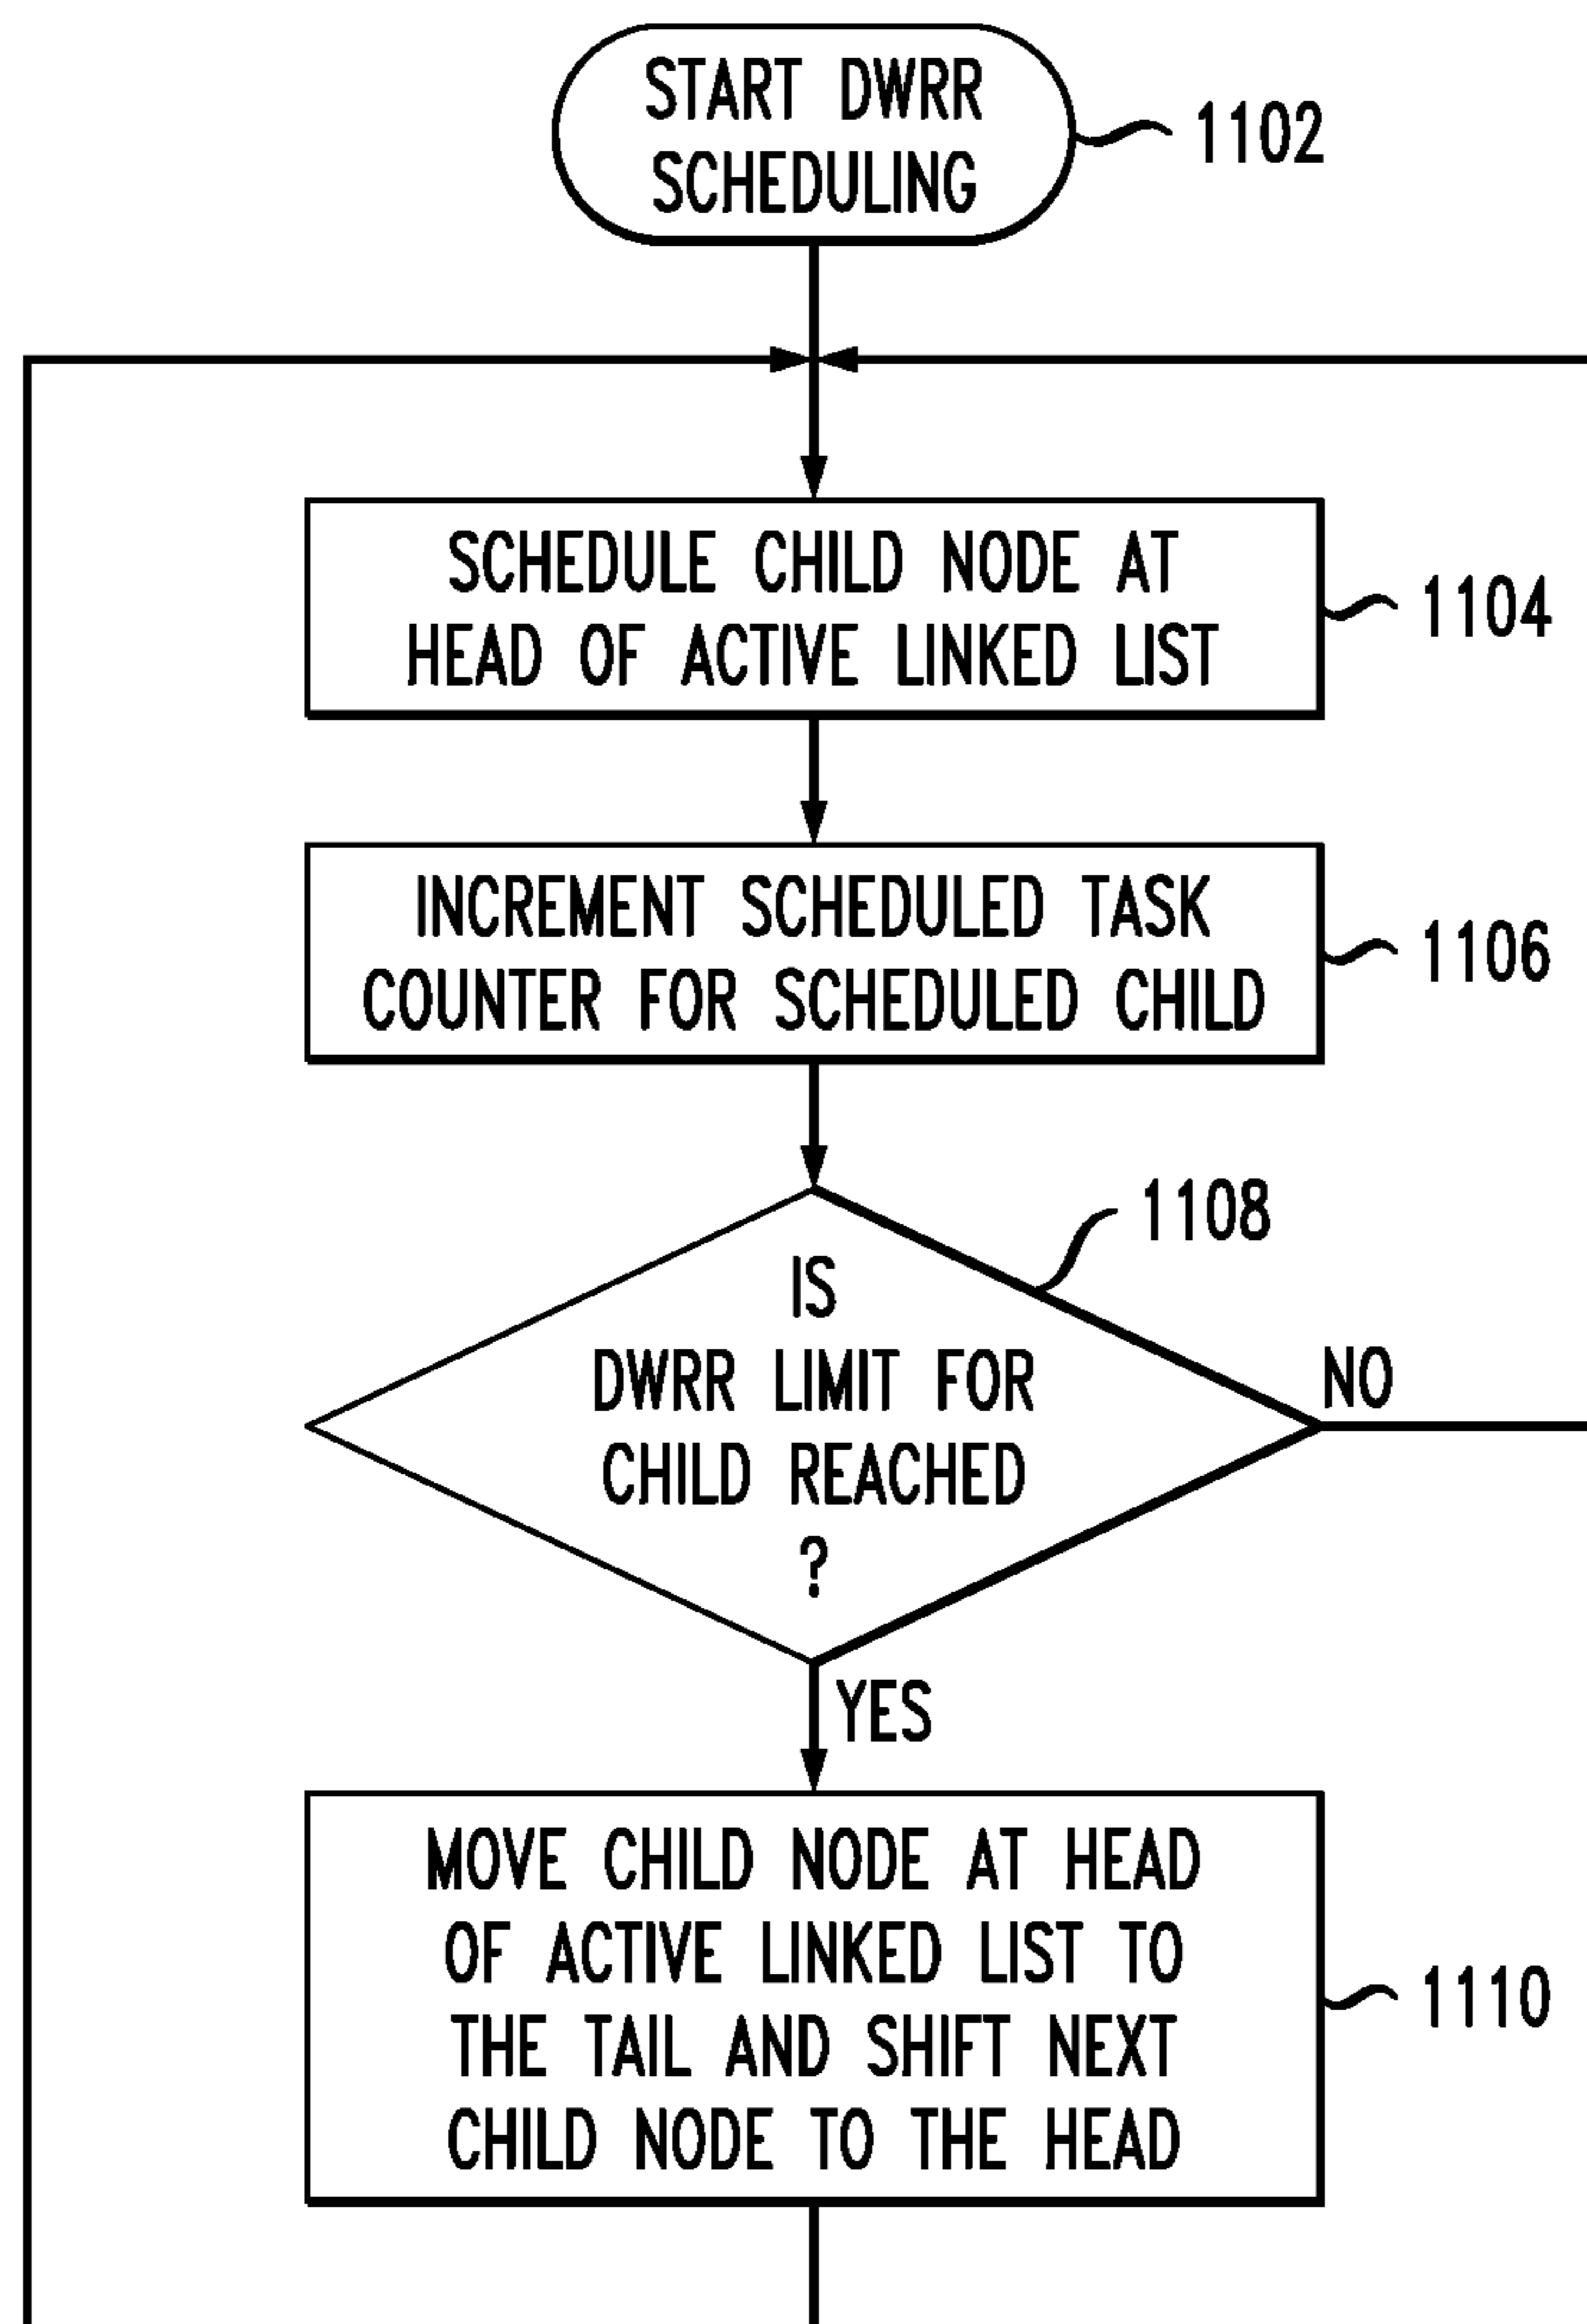 START DWRR
SCHEDULING
1102
SCHEDULE CHILD NODE AT
HEAD OF ACTIVE LINKED LIST
1104
INCREMENT SCHEDULED TASK
COUNTER FOR SCHEDULED CHILD
1106
1108
IS
DWRR LIMIT FOR
CHILD REACHED
?
NO
YES
MOVE CHILD NODE AT HEAD
OF ACTIVE LINKED LIST TO
THE TAIL AND SHIFT NEXT
CHILD NODE TO THE HEAD
1110